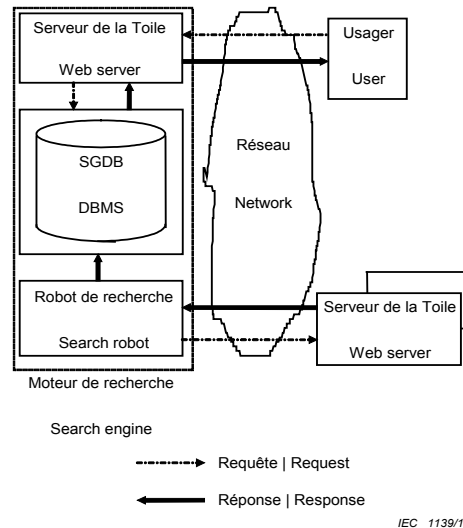 Serveur de la Toile
Web server
Usager
User
SGDB
DBMS
Réseau
Network
Robot de recherche
Search robot
Serveur de la Toile
Web server
Moteur de recherche
Search engine
Requête | Request
Réponse | Response
IEC 1139/1